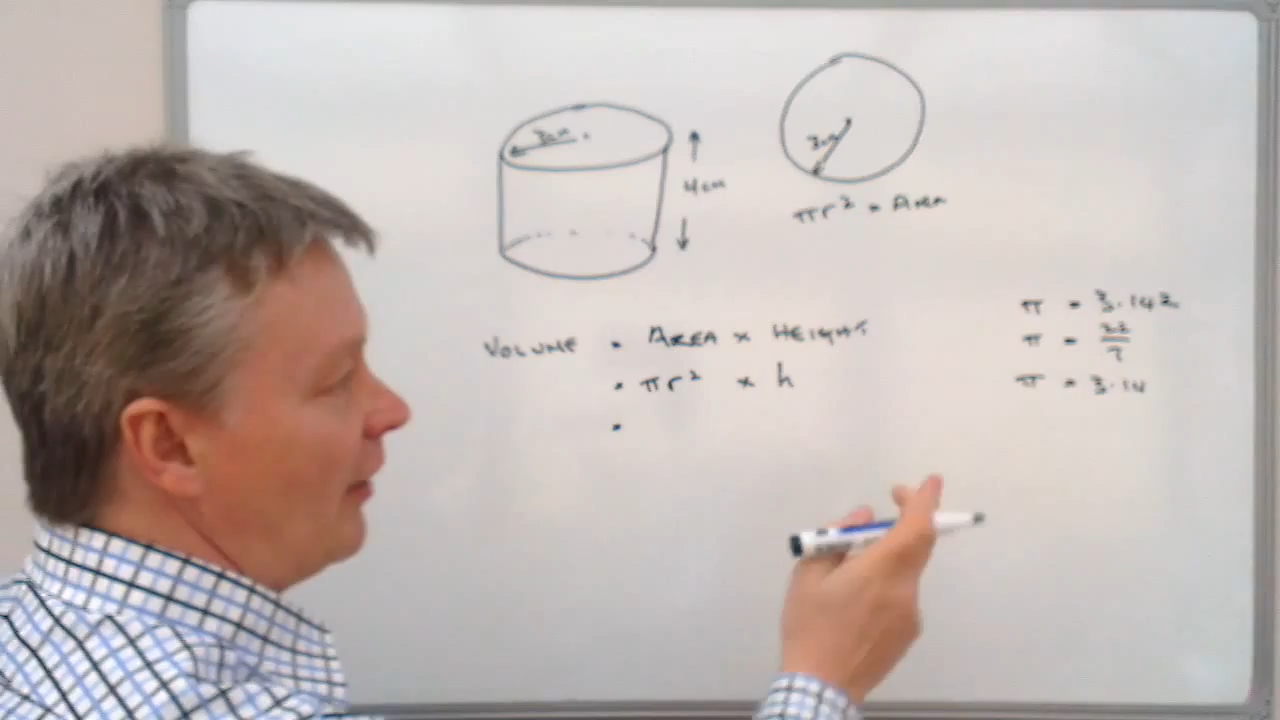 3cm
4cm
3cm
πr² = AREA
VOLUME = AREA × HEIGHT
= πr² × h
=
π = 3.142
π = 22/7
π = 3.14